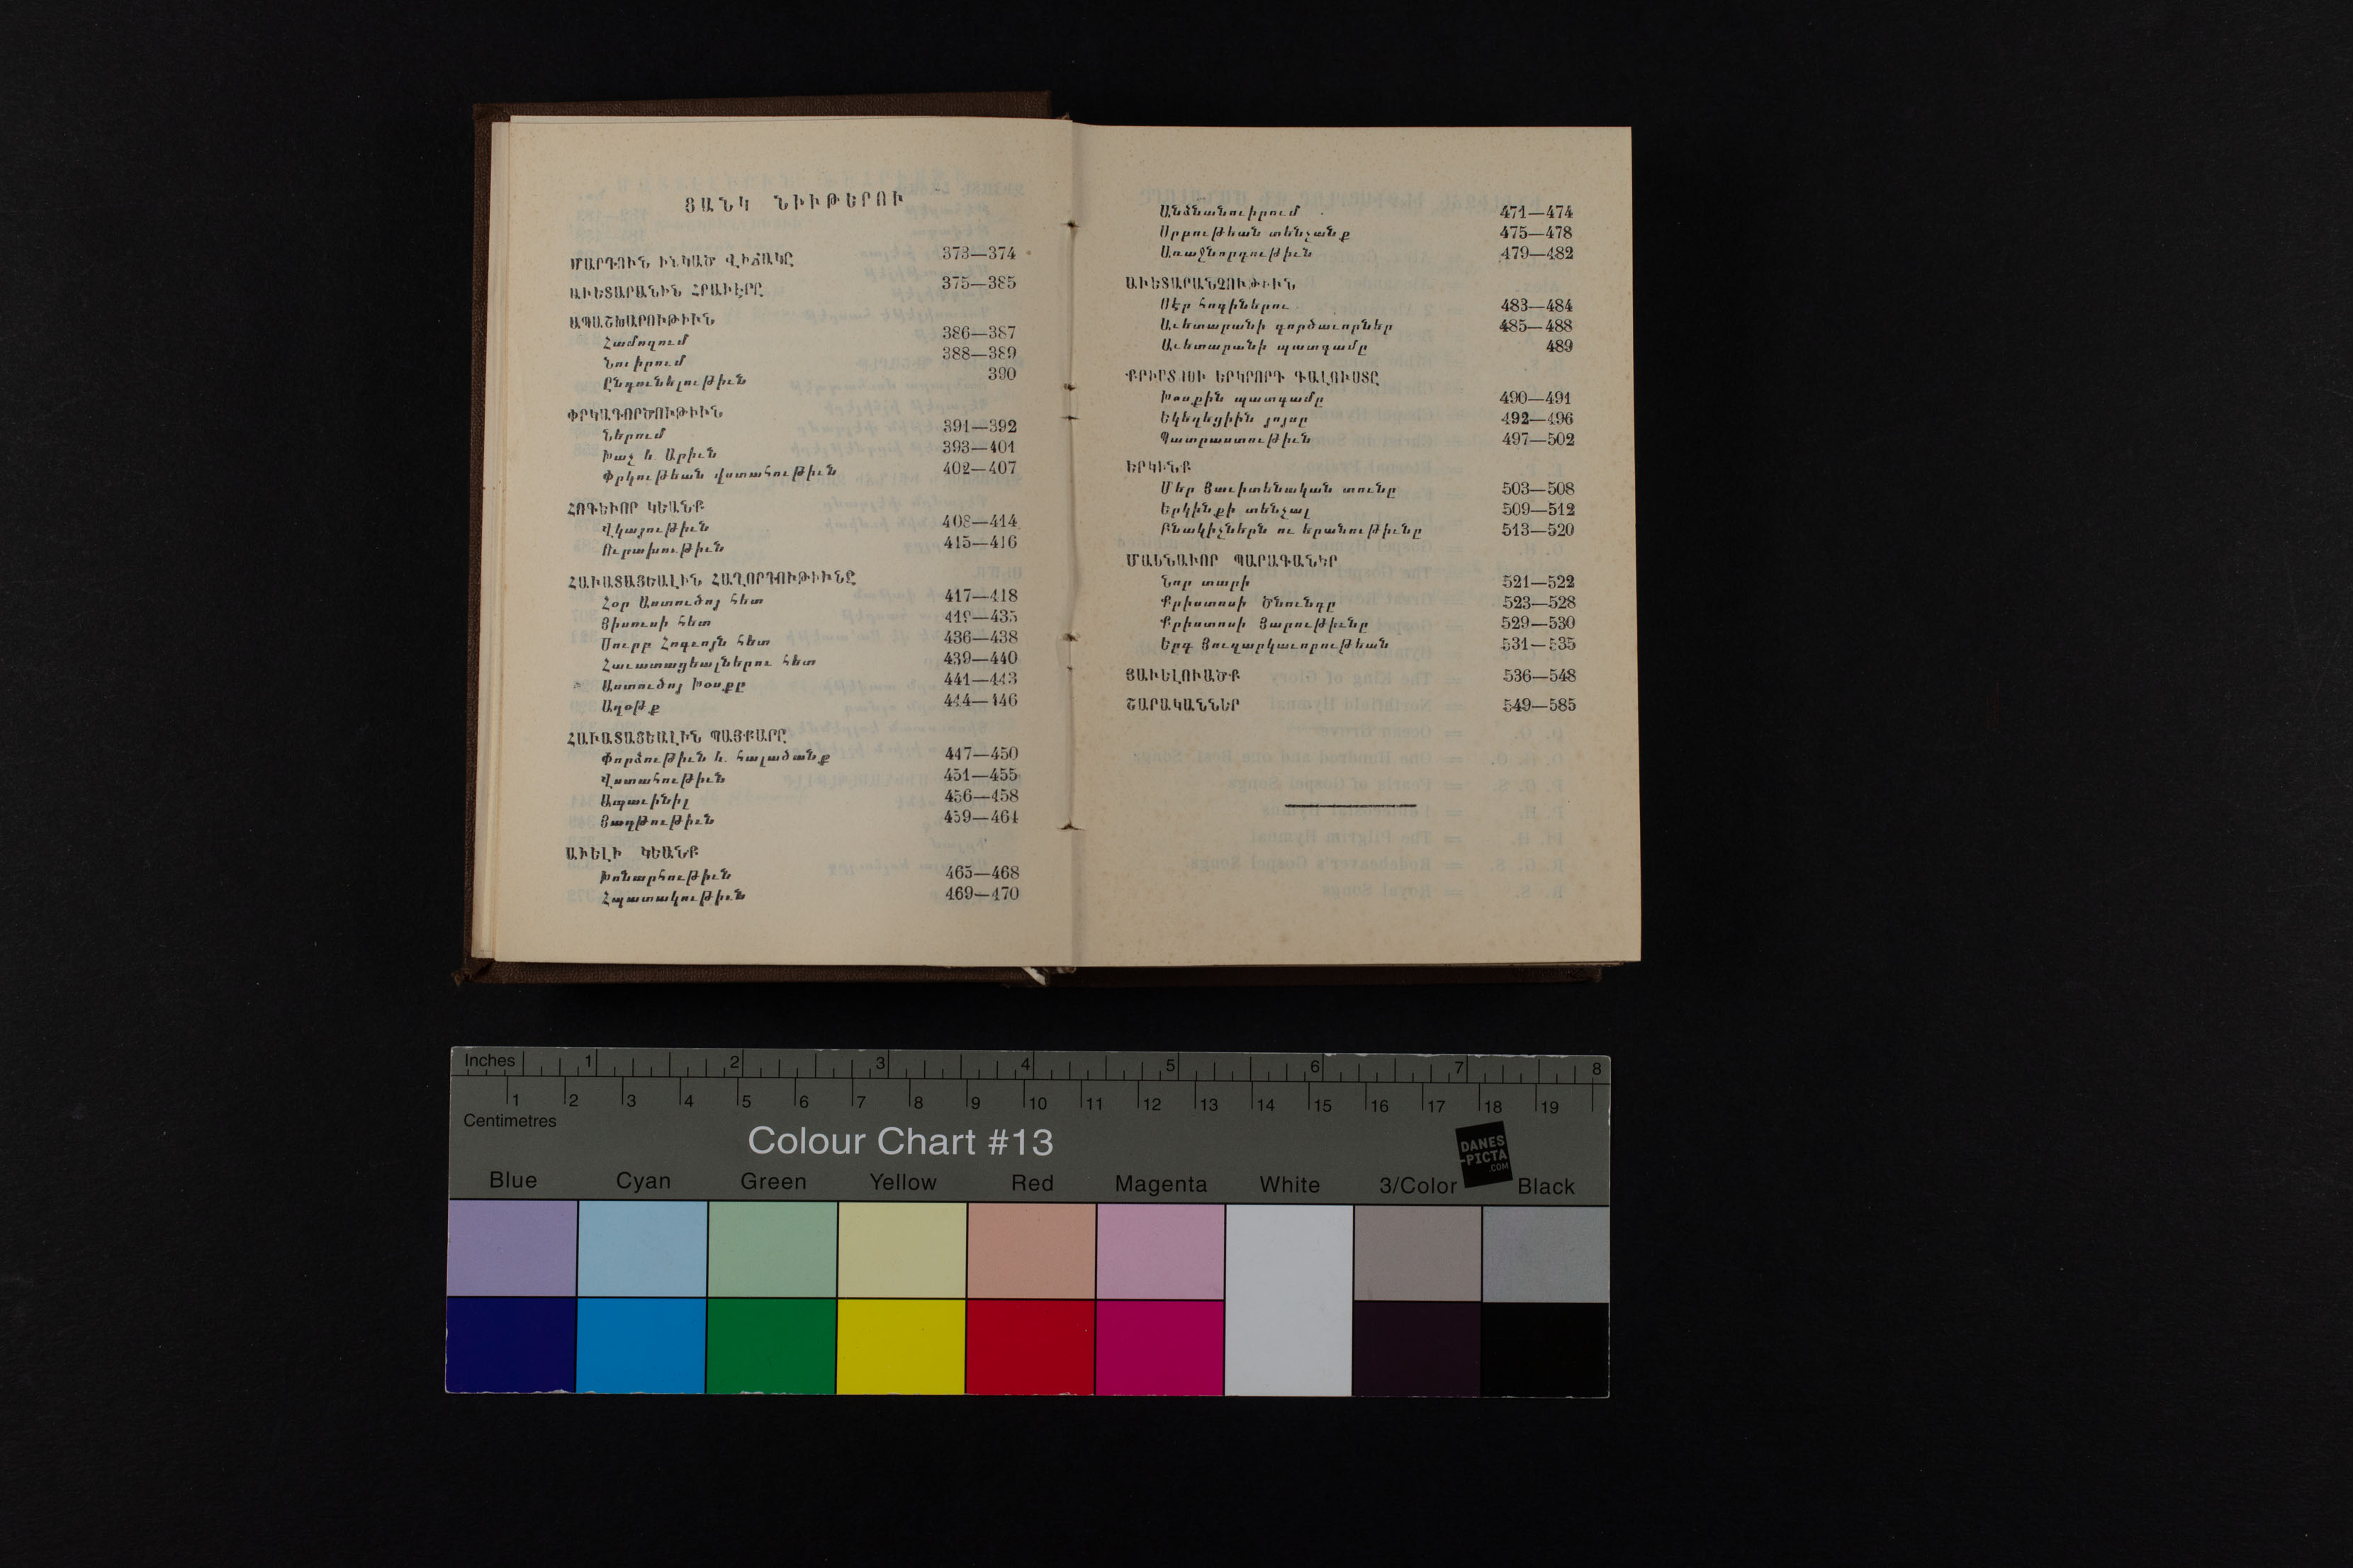 ՑԱՆԿ ՆԻՒԹԵՐՈՒ
ՄԱՐԴՈՒՆ ԻՆԿԱԾ ՎԻՃԱԿԸ 373—374
ԱՒԵՏԱՐԱՆԻՆ ՀՐԱՒԷՐԸ 375—385
ԱՊԱՇԽԱՐՈՒԹԻՒՆ
Համոզում 386—387
Նուիրում 388—389
Ընդունելութիւն 390
ՓՐԿԱԳՈՐԾՈՒԹԻՒՆ
Ներում 391—392
Խաչ և Արիւն 393—401
Փրկութեան վստահութիւն 402—407
ՀՈԳԵՒՈՐ ԿԵԱՆՔ
Վկայութիւն 408—414
Ուրախութիւն 415—416
ՀԱՒԱՏԱՑԵԱԼԻՆ ՀԱՂՈՐԴՈՒԹԻՒՆԸ
Հօր Աստուծոյ հետ 417—418
Յիսուսի հետ 419—435
Սուրբ Հոգւոյն հետ 436—438
Հաւատացեալներու հետ 439—440
Աստուծոյ Խօսքը 441—443
Աղօթք 444—446
ՀԱՒԱՏԱՑԵԱԼԻՆ ՊԱՅՔԱՐԸ
Փորձութիւն և հալածանք 447—450
Վստահութիւն 451—455
Ապաւինիլ 456—458
Յաղթութիւն 459—464
ԱՒԵԼԻ ԿԵԱՆՔ
Խոնարհութիւն 465—468
Հպատակութիւն 469—470
Անձնանուիրում 471—474
Սրբութեան տենչանք 475—478
Առաջնորդութիւն 479—482
ԱՒԵՏԱՐԱՆՉՈՒԹԻՒՆ
Սէր հոգիներու 483—484
Աւետարանի գործաւորներ 485—488
Աւետարանի պատգամը 489
ՔՐԻՍՏՈՍԻ ԵՐԿՐՈՐԴ ԳԱԼՈՒՍՏԸ
Խօսքին պատգամը 490—491
Եկեղեցիին յոյսը 492—496
Պատրաստութիւն 497—502
ԵՐԿԻՆՔ
Մեր Յաւիտենական տունը 503—508
Երկինքի տենչալ 509—512
Բնակիչներն ու երանութիւնը 513—520
ՄԱՍՆԱՒՈՐ ՊԱՐԱԳԱՆԵՐ
Նոր տարի 521—522
Քրիստոսի Ծնունդը 523—528
Քրիստոսի Յարութիւնը 529—530
Երգ Յուղարկաւորութեան 531—535
ՅԱՒԵԼՈՒԱԾՔ 536—548
ՇԱՐԱԿԱՆՆԵՐ 549—585
Inches 1 2 3 4 5 6 7 8
1 2 3 4 5 6 7 8 9 10 11 12 13 14 15 16 17 18 19
Centimetres
Colour Chart #13
DANES
-PICTA
.COM
Blue Cyan Green Yellow Red Magenta White 3/Color Black